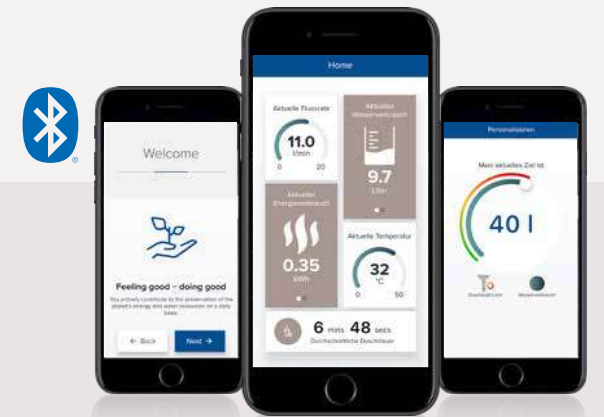 Welcome
Feeling good – doing good
You actively contribute to the preservation of the
planet's energy and water resources on a daily
basis.
← Back
Next →
Home
Aktuelle Flussrate
11.0
l/min
0
20
Aktueller
Wasserverbrauch
9.7
Liter
Aktueller
Energieverbrauch
0.35
kWh
Aktuelle Temperatur
32
°C
0
50
6 mins 48 secs
Durchschnittliche Duschdauer
Personalisieren
Mein aktuelles Ziel ist
40 l
Duschkopf Licht
Wasserverbrauch